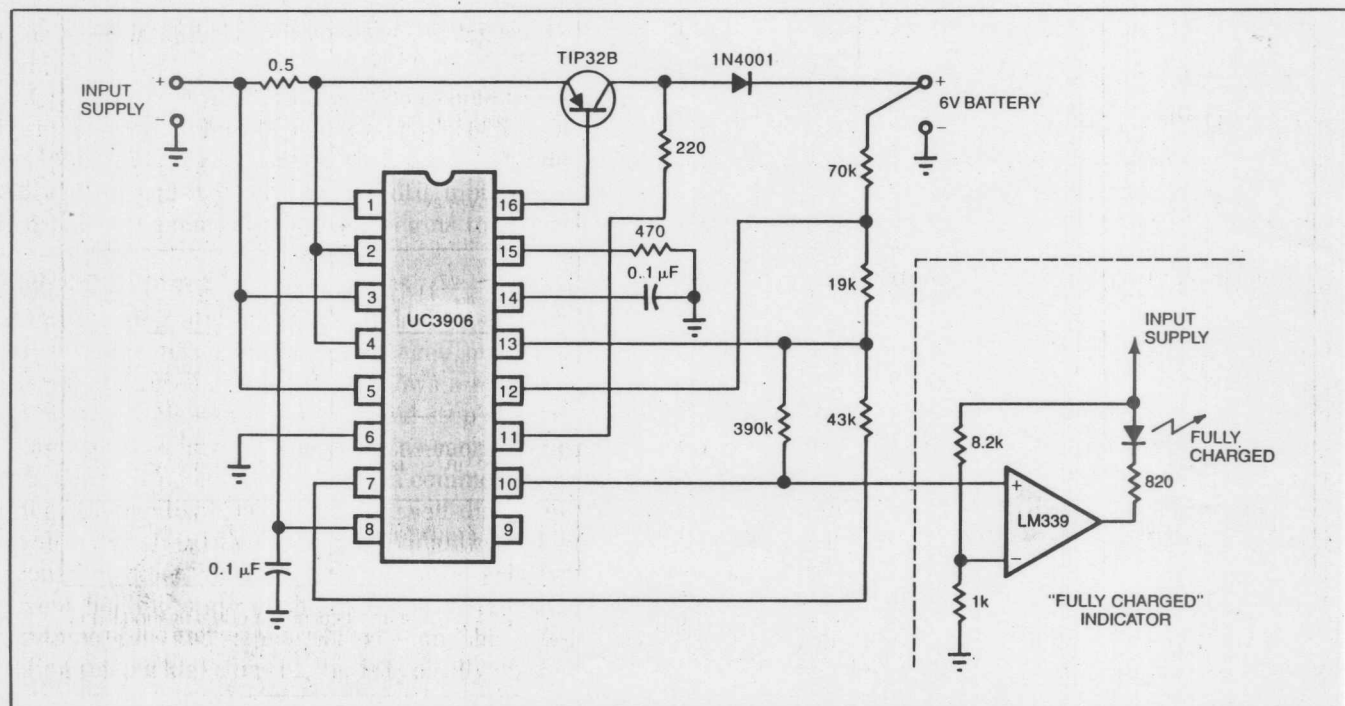 INPUT
SUPPLY
+
−
0.5
TIP32B
1N4001
+
6V BATTERY
−
220
70k
1
16
2
15
470
0.1 µF
3
14
UC3906
4
13
5
12
6
11
7
10
8
9
0.1 µF
19k
390k
43k
INPUT
SUPPLY
8.2k
FULLY
CHARGED
820
+
LM339
−
1k
"FULLY CHARGED"
INDICATOR